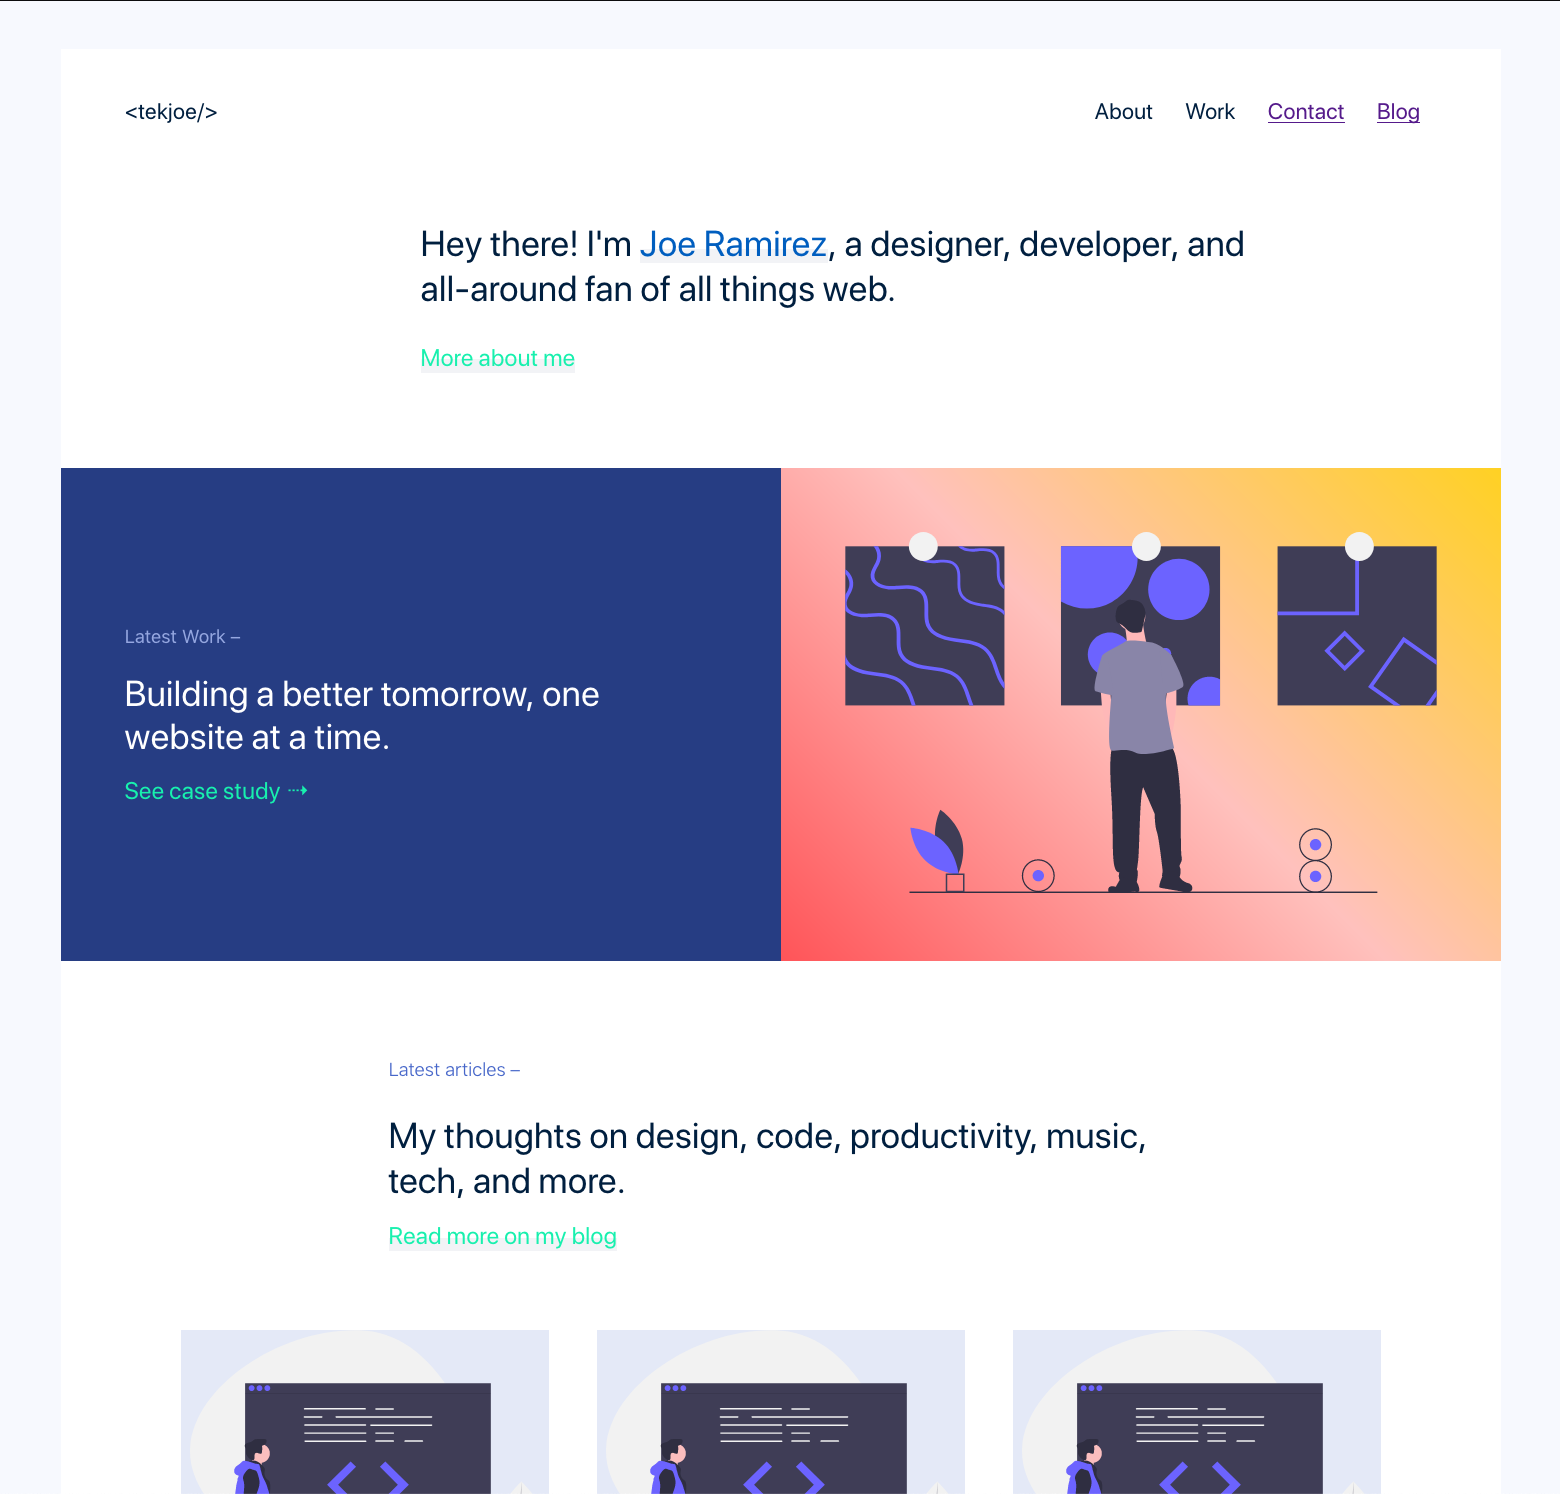 <tekjoe/>
About Work Contact Blog
Hey there! I'm Joe Ramirez, a designer, developer, and
all-around fan of all things web.
More about me
Latest Work –
Building a better tomorrow, one
website at a time.
See case study ⇢
Latest articles –
My thoughts on design, code, productivity, music,
tech, and more.
Read more on my blog